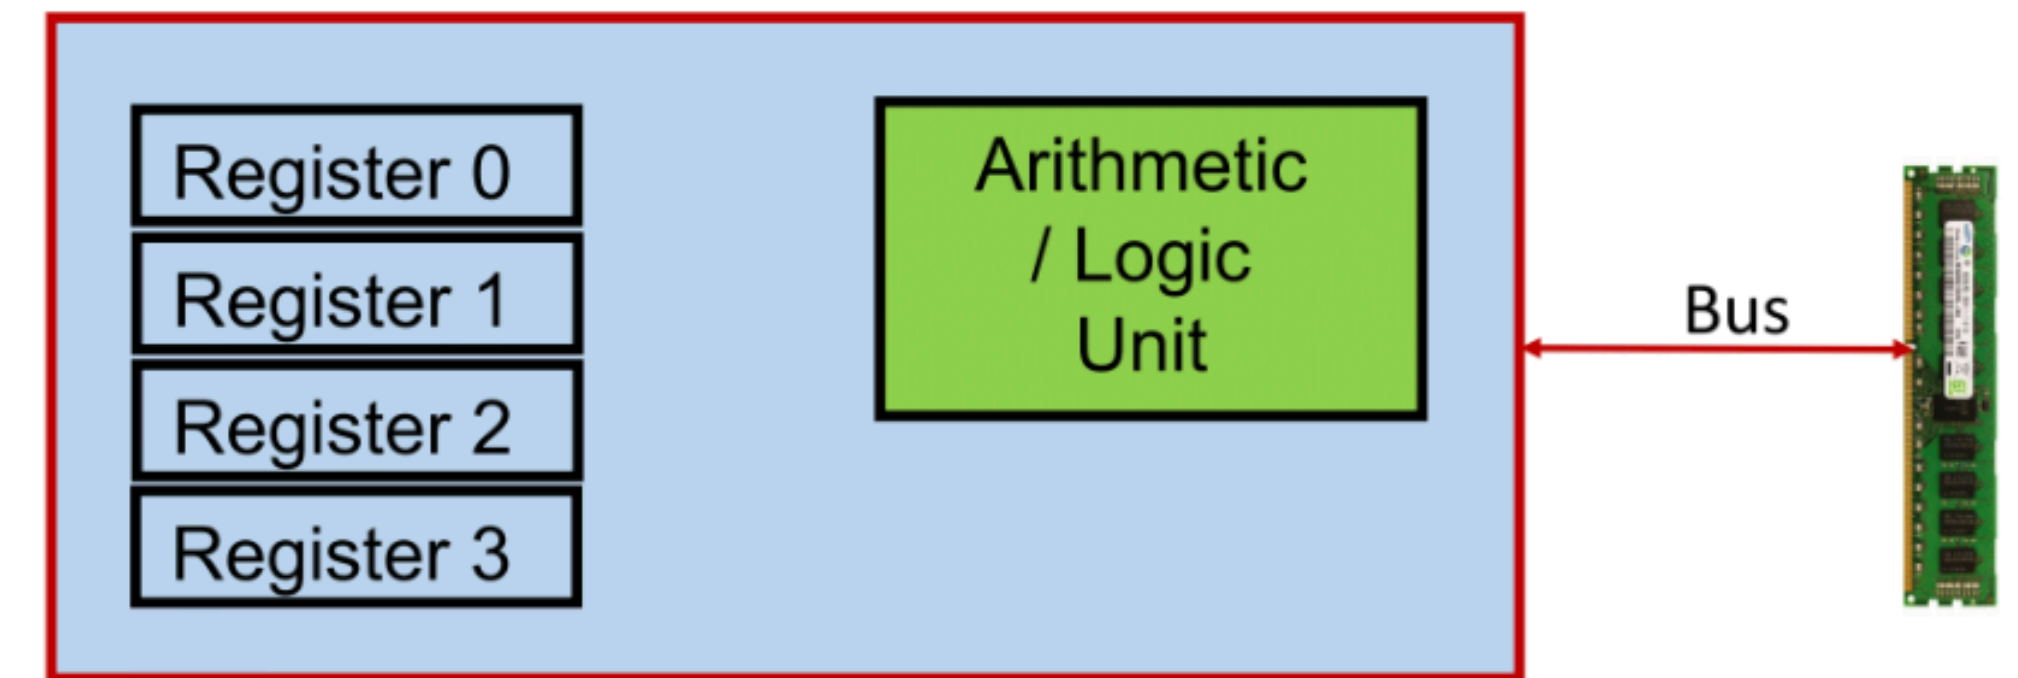 Register 0
Register 1
Register 2
Register 3
Arithmetic
/ Logic
Unit
Bus